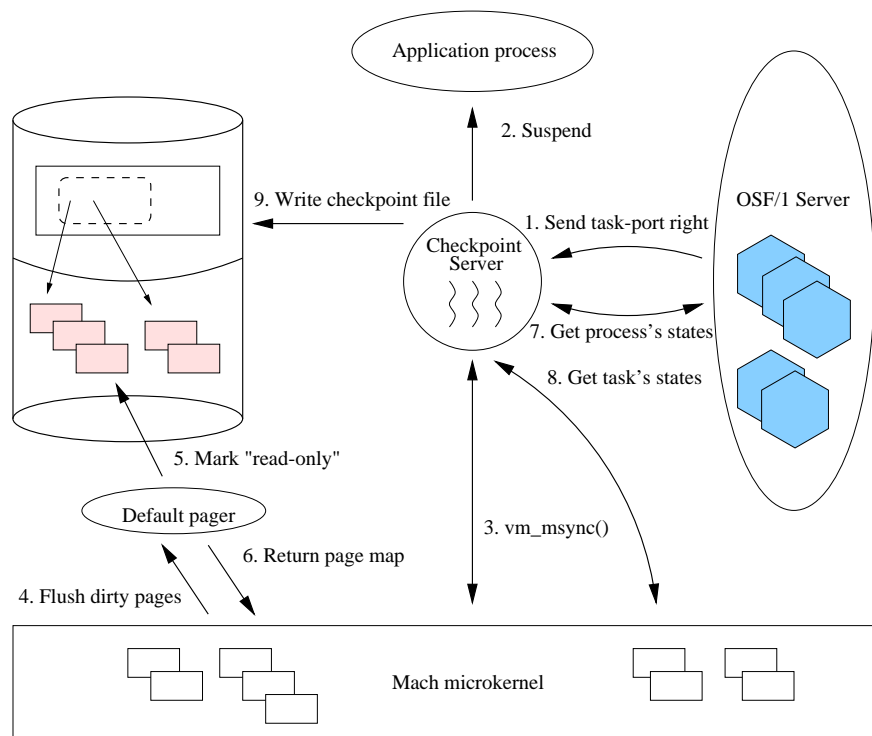 Application process
2. Suspend
9. Write checkpoint file
1. Send task-port right
OSF/1 Server
Checkpoint
Server
7. Get process's states
8. Get task's states
5. Mark "read-only"
Default pager
3. vm_msync()
6. Return page map
4. Flush dirty pages
Mach microkernel